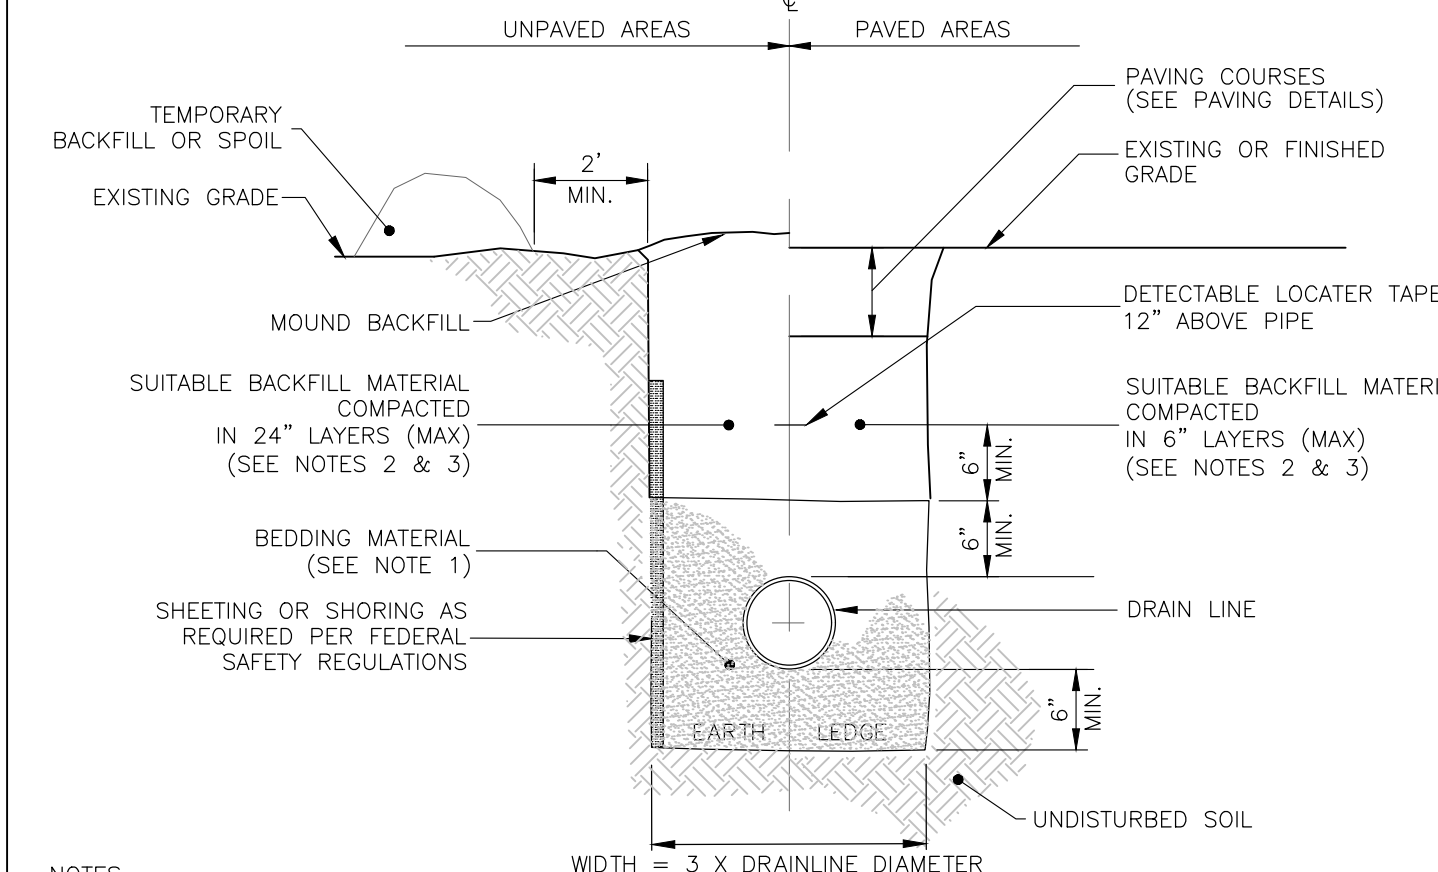 ℄
UNPAVED AREAS
PAVED AREAS
PAVING COURSES
(SEE PAVING DETAILS)
TEMPORARY
BACKFILL OR SPOIL
EXISTING OR FINISHED
GRADE
2'
MIN.
EXISTING GRADE
MOUND BACKFILL
DETECTABLE LOCATER TAPE
12" ABOVE PIPE
SUITABLE BACKFILL MATERIAL
COMPACTED
IN 24" LAYERS (MAX)
(SEE NOTES 2 & 3)
SUITABLE BACKFILL MATERI
COMPACTED
IN 6" LAYERS (MAX)
(SEE NOTES 2 & 3)
6"
MIN.
6"
MIN.
BEDDING MATERIAL
(SEE NOTE 1)
SHEETING OR SHORING AS
REQUIRED PER FEDERAL
SAFETY REGULATIONS
DRAIN LINE
6"
MIN.
EARTH
LEDGE
UNDISTURBED SOIL
WIDTH = 3 X DRAINLINE DIAMETER
NOTES